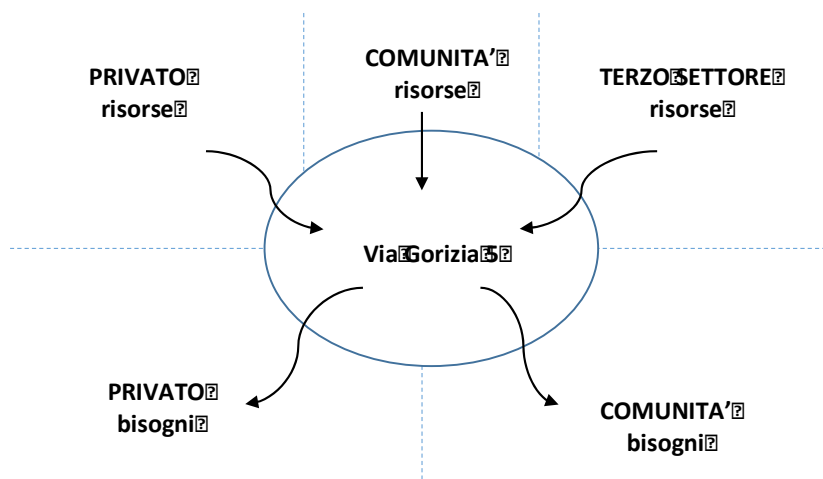 PRIVATO
risorse
COMUNITA’
risorse
TERZO SETTORE
risorse
Via Gorizia 5
PRIVATO
bisogni
COMUNITA’
bisogni